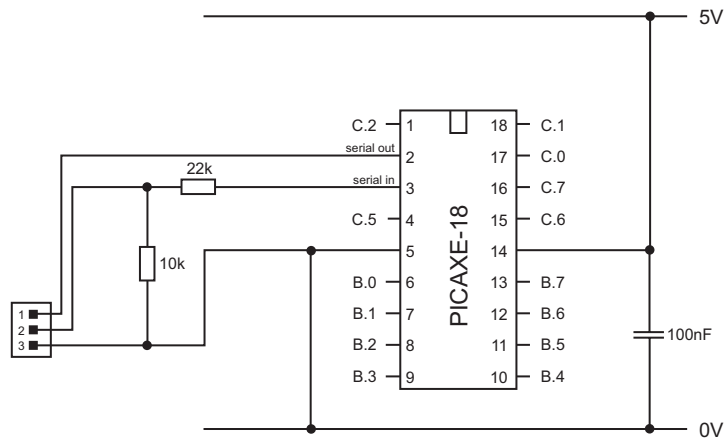 5V
C.2 1 18 C.1
serial out 2 17 C.0
22k
serial in 3 16 C.7
C.5 4 15 C.6
5 14
10k
B.0 6 13 B.7
B.1 7 12 B.6
B.2 8 11 B.5
B.3 9 10 B.4
PICAXE-18
1
2
3
100nF
0V